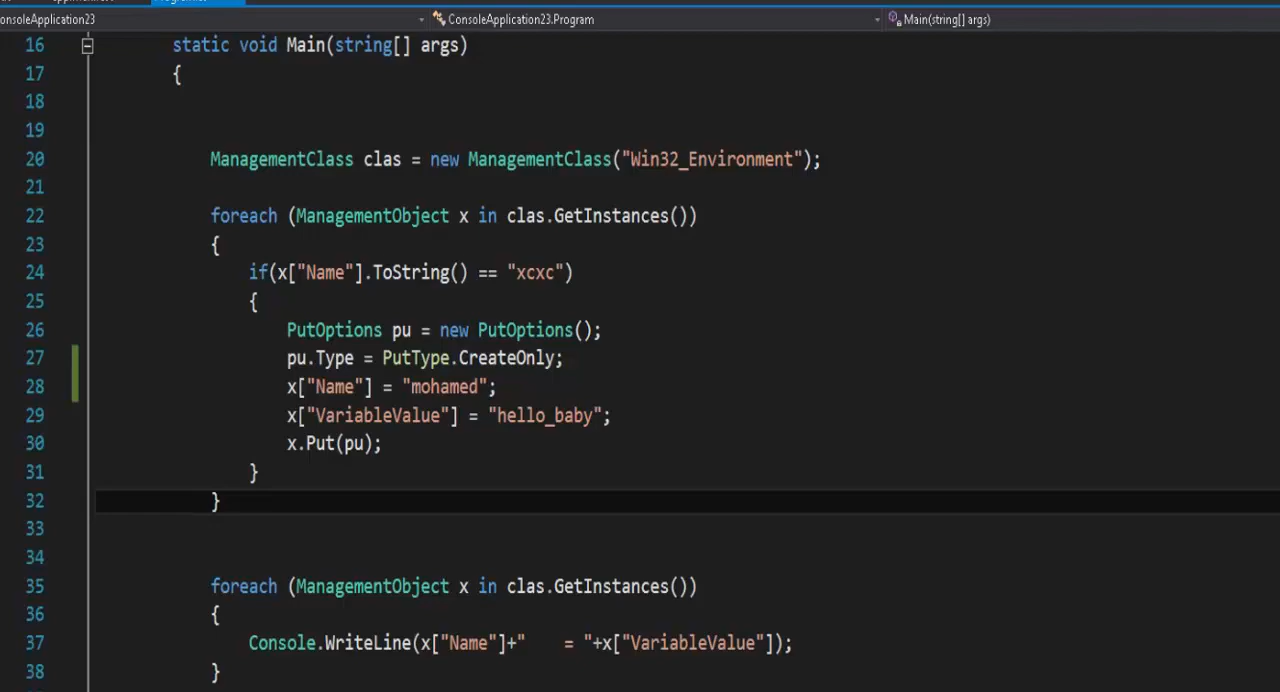 onsoleApplication23 ConsoleApplication23.Program Main(string[] args)
16 static void Main(string[] args)
17 {
18
19
20 ManagementClass clas = new ManagementClass("Win32_Environment");
21
22 foreach (ManagementObject x in clas.GetInstances())
23 {
24 if(x["Name"].ToString() == "xcxc")
25 {
26 PutOptions pu = new PutOptions();
27 pu.Type = PutType.CreateOnly;
28 x["Name"] = "mohamed";
29 x["VariableValue"] = "hello_baby";
30 x.Put(pu);
31 }
32 }
33
34
35 foreach (ManagementObject x in clas.GetInstances())
36 {
37 Console.WriteLine(x["Name"]+"    = "+x["VariableValue"]);
38 }